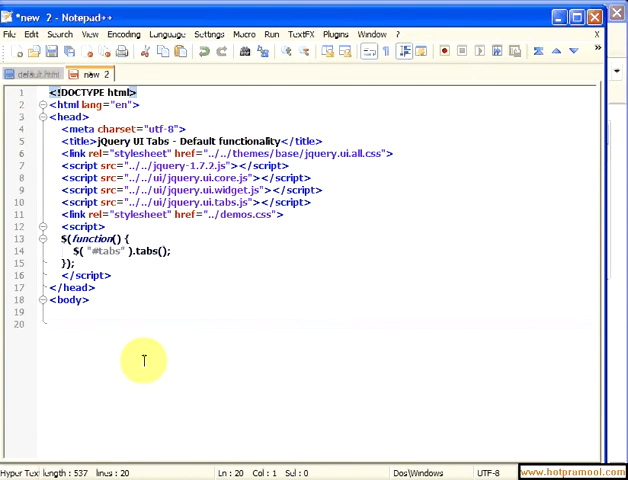 *new 2 - Notepad++
File Edit Search View Encoding Language Settings Macro Run TextFX Plugins Window ? X
default.html new 2
1 <!DOCTYPE html>
2 <html lang="en">
3 <head>
4 <meta charset="utf-8">
5 <title>jQuery UI Tabs - Default functionality</title>
6 <link rel="stylesheet" href="../../themes/base/jquery.ui.all.css">
7 <script src="../../jquery-1.7.2.js"></script>
8 <script src="../../ui/jquery.ui.core.js"></script>
9 <script src="../../ui/jquery.ui.widget.js"></script>
10 <script src="../../ui/jquery.ui.tabs.js"></script>
11 <link rel="stylesheet" href="../demos.css">
12 <script>
13 $(function() {
14 $( "#tabs" ).tabs();
15 });
16 </script>
17 </head>
18 <body>
19
20
Hyper Text length : 537 lines : 20 Ln : 20 Col : 1 Sel : 0 Dos\Windows UTF-8
www.hotpramool.com